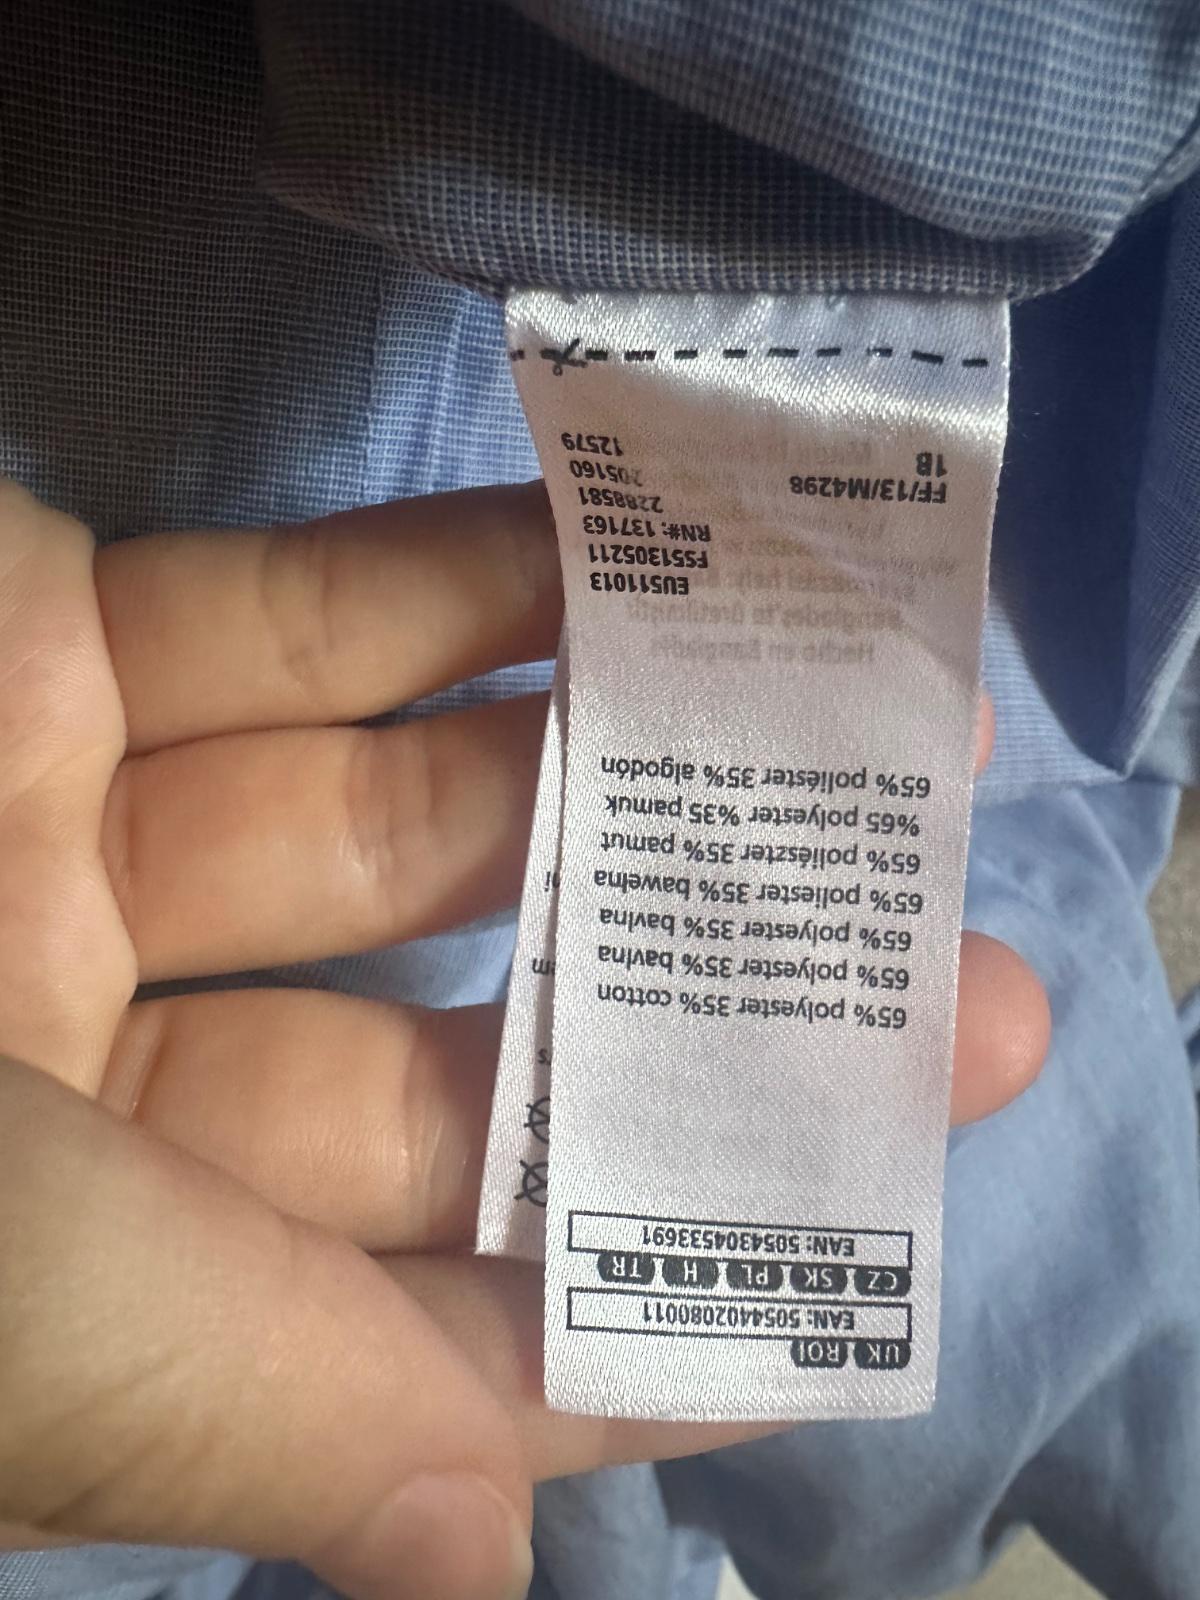 UK ROI
EAN: 5054402080011
CZ SK PL H TR
EAN: 5054304533691
65% polyester 35% cotton
65% polyester 35% bavlna
65% polyester 35% bavlna
65% poliester 35% bawełna
65% poliészter 35% pamut
%65 polyester %35 pamuk
65% poliéster 35% algodón
EU511013
FS51305211
RN#: 137163
2288581
FF/13/M4298
205160
1B
12579